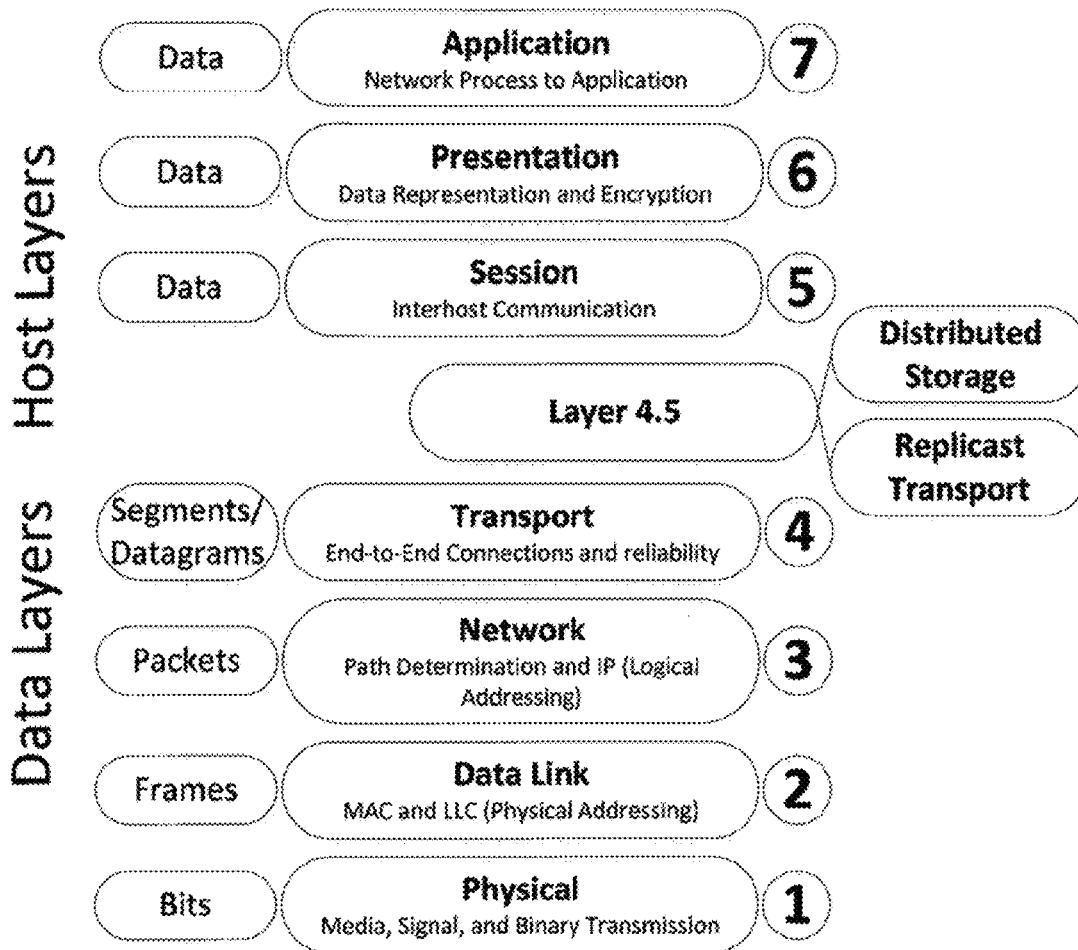 Host Layers
Data Layers
Data
Application
Network Process to Application
7
Data
Presentation
Data Representation and Encryption
6
Data
Session
Interhost Communication
5
Layer 4.5
Distributed
Storage
Replicast
Transport
Segments/
Datagrams
Transport
End-to-End Connections and reliability
4
Packets
Network
Path Determination and IP (Logical
Addressing)
3
Frames
Data Link
MAC and LLC (Physical Addressing)
2
Bits
Physical
Media, Signal, and Binary Transmission
1